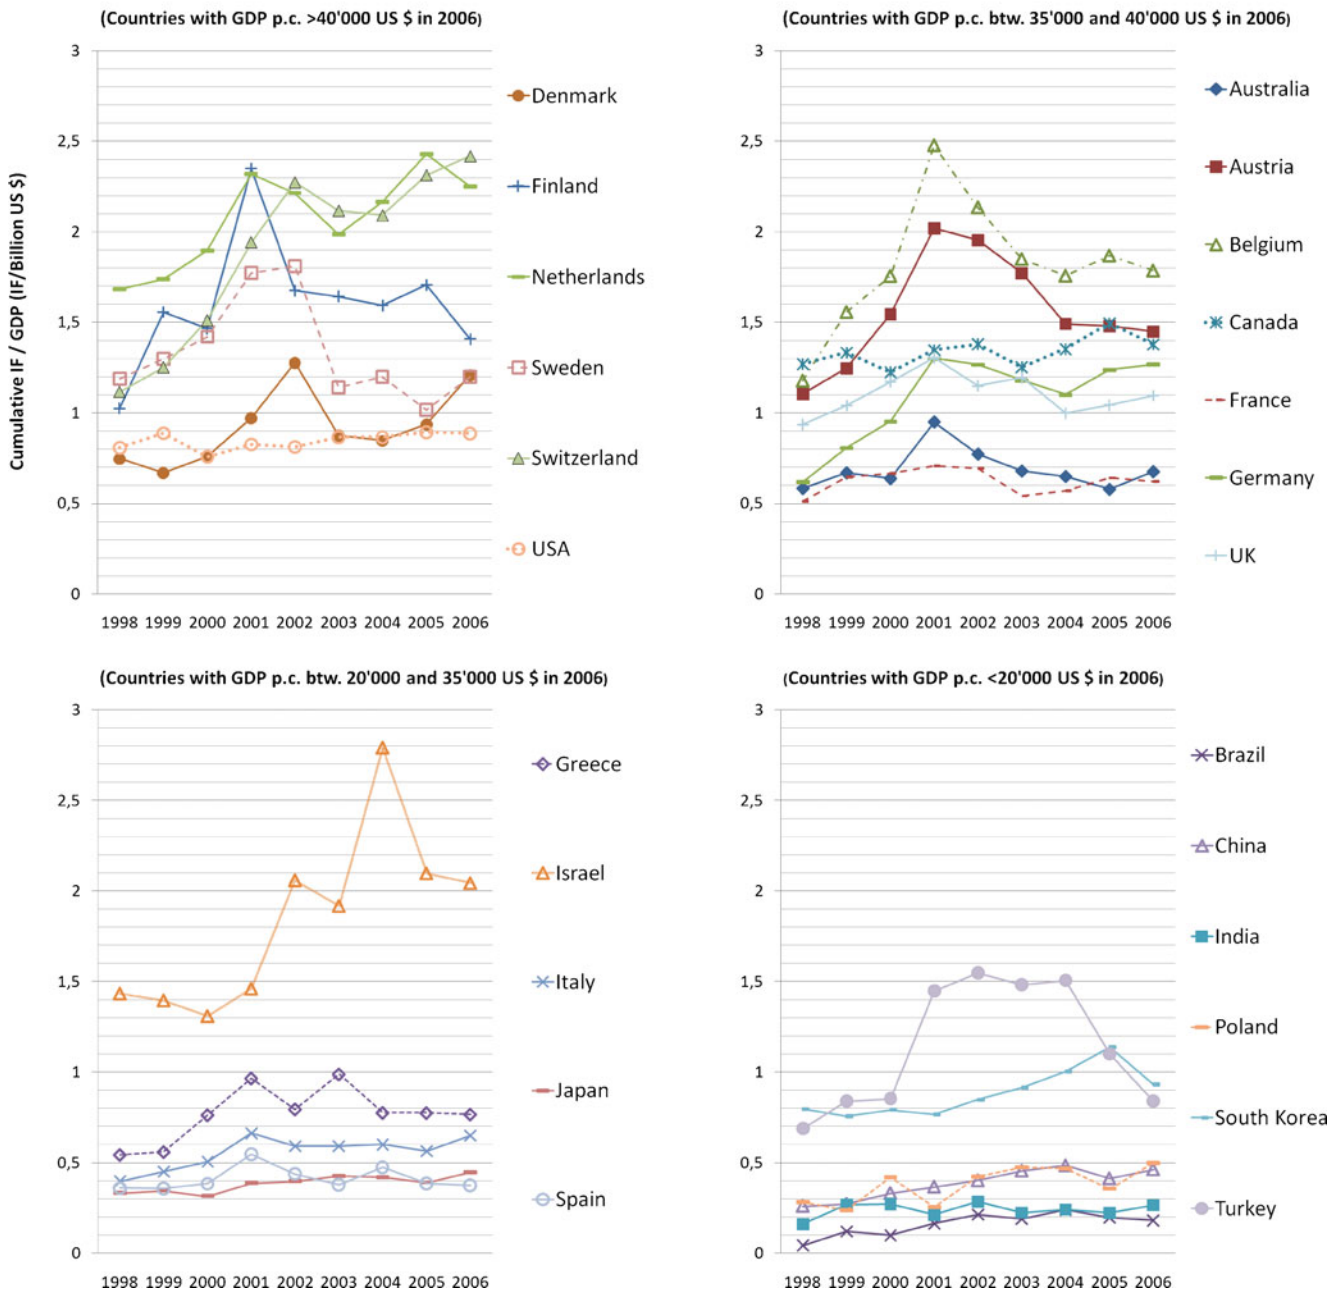 (Countries with GDP p.c. >40'000 US $ in 2006)
Cumulative IF / GDP (IF/Billion US $)
3
2,5
2
1,5
1
0,5
0
1998 1999 2000 2001 2002 2003 2004 2005 2006
Denmark
Finland
Netherlands
Sweden
Switzerland
USA
(Countries with GDP p.c. btw. 35'000 and 40'000 US $ in 2006)
3
2,5
2
1,5
1
0,5
0
1998 1999 2000 2001 2002 2003 2004 2005 2006
Australia
Austria
Belgium
Canada
France
Germany
UK
(Countries with GDP p.c. btw. 20'000 and 35'000 US $ in 2006)
3
2,5
2
1,5
1
0,5
0
1998 1999 2000 2001 2002 2003 2004 2005 2006
Greece
Israel
Italy
Japan
Spain
(Countries with GDP p.c. <20'000 US $ in 2006)
3
2,5
2
1,5
1
0,5
0
1998 1999 2000 2001 2002 2003 2004 2005 2006
Brazil
China
India
Poland
South Korea
Turkey